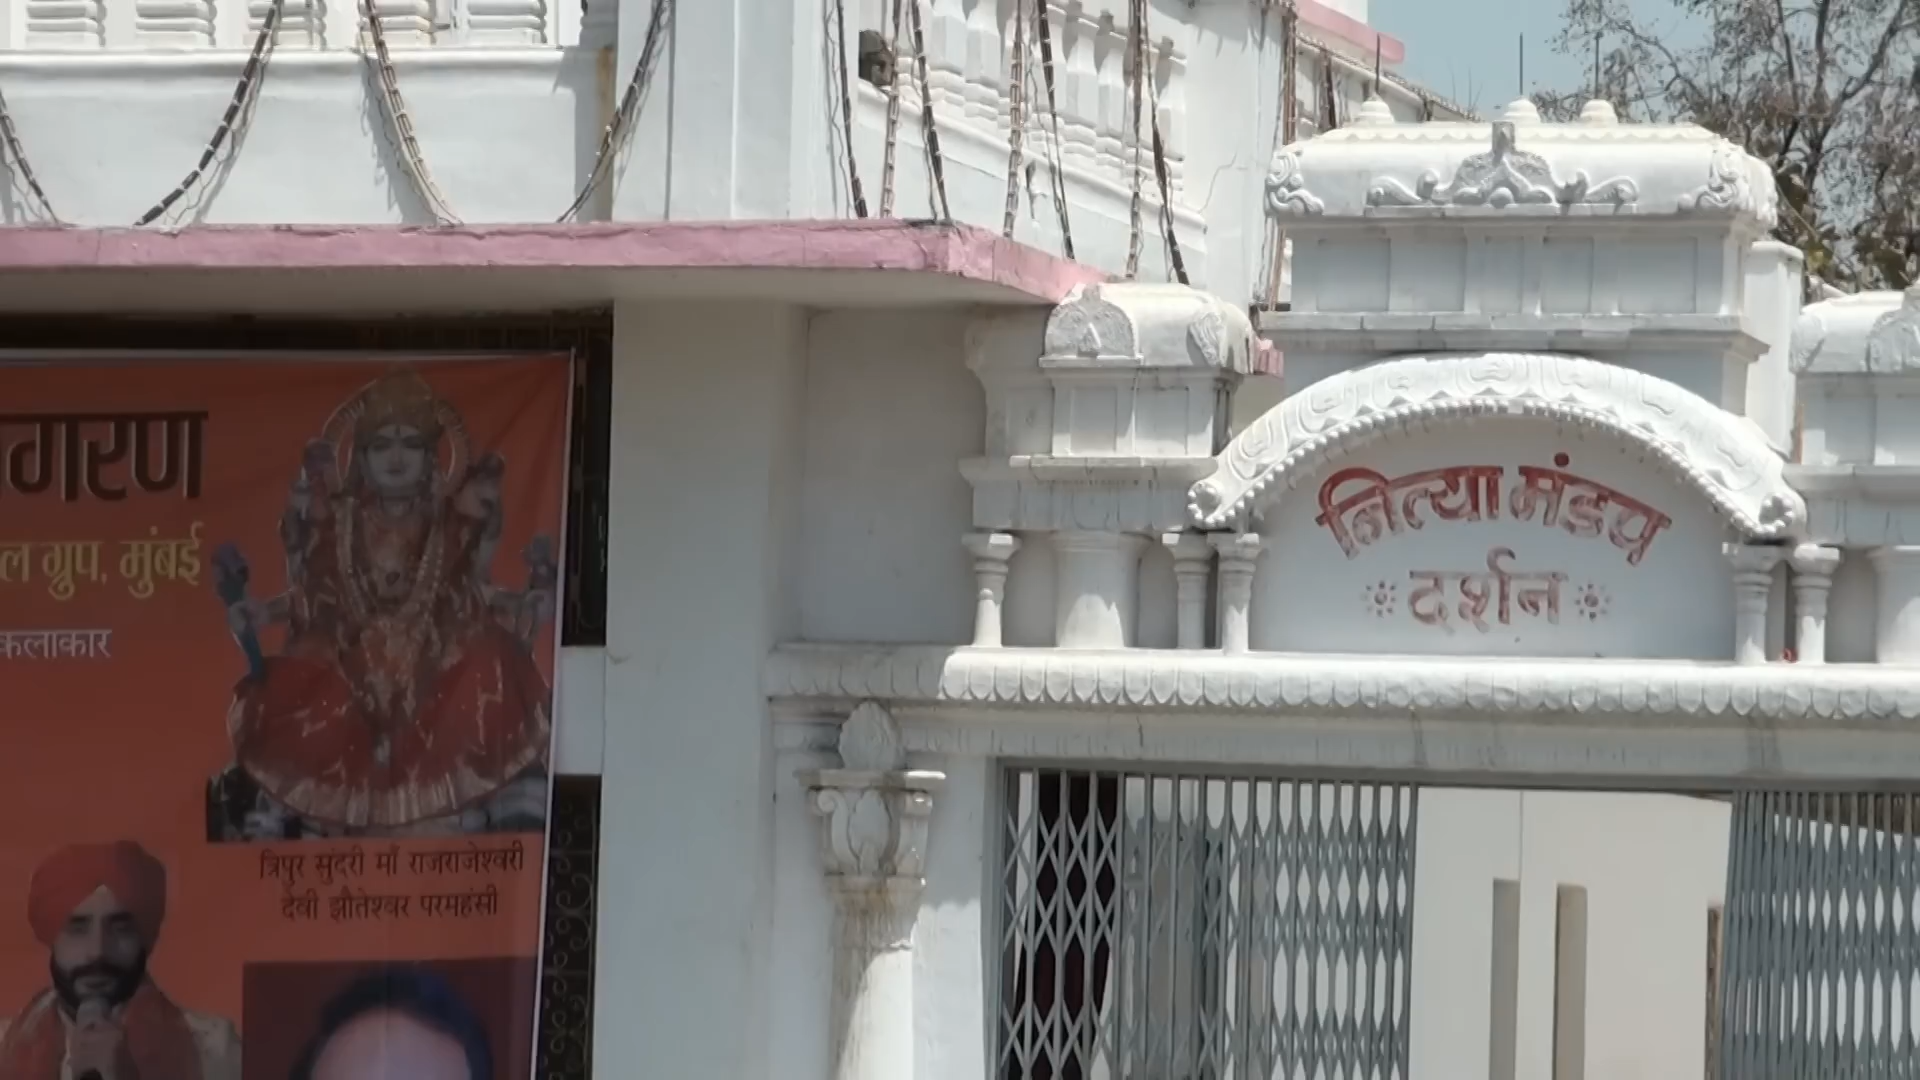 गरण
ल ग्रुप, मुंबई
कलाकार
त्रिपुर सुंदरी माँ राजराजेश्वरी
देवी झौतेश्वर परमहंसी
नित्या मंडप
दर्शन